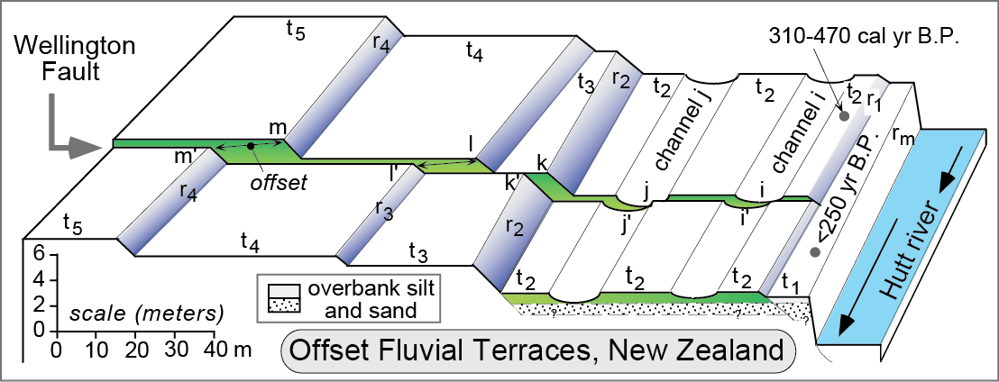 Wellington
Fault
t5
r4
t4
t3
r2
t2
channel j
t2
channel i
310-470 cal yr B.P.
t2
r1
rm
m
m'
offset
l
l'
k
k'
j
j'
i
i'
<250 yr B.P.
Hutt river
t5
r4
t4
r3
t3
r2
t2
t2
t2
t1
6
4
2
0
scale (meters)
0 10 20 30 40 m
overbank silt
and sand
? ? ?
Offset Fluvial Terraces, New Zealand